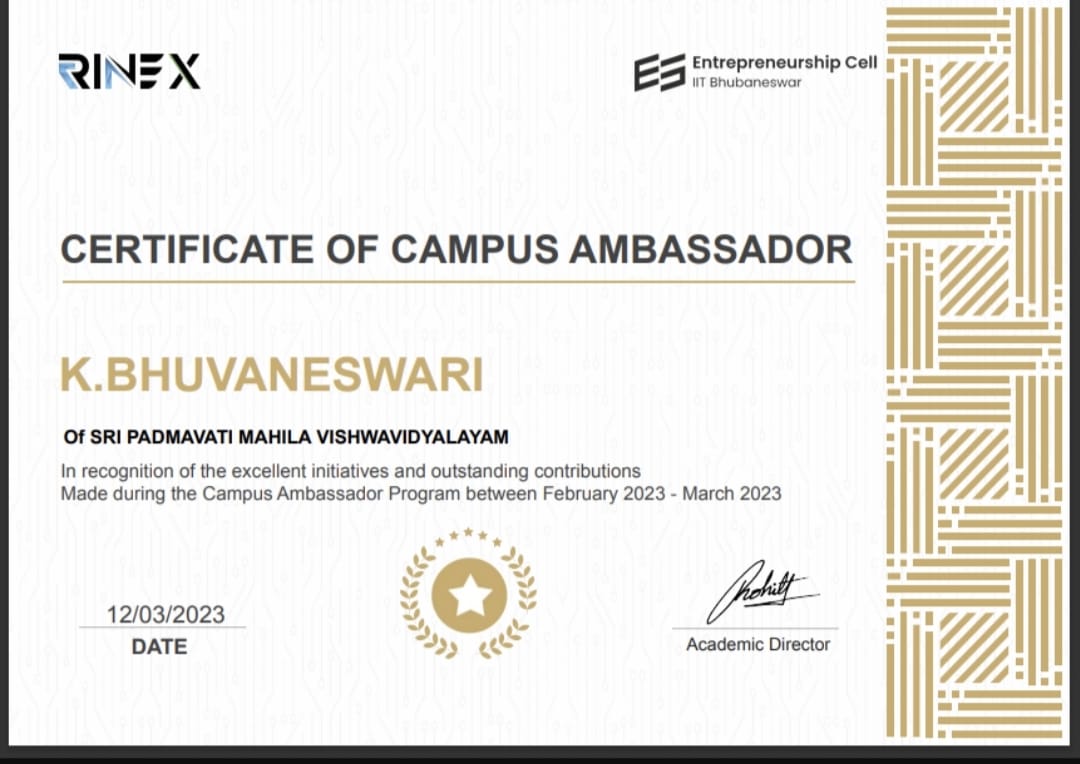 RINEX
Entrepreneurship Cell
IIT Bhubaneswar
CERTIFICATE OF CAMPUS AMBASSADOR
K.BHUVANESWARI
Of SRI PADMAVATI MAHILA VISHWAVIDYALAYAM
In recognition of the excellent initiatives and outstanding contributions
Made during the Campus Ambassador Program between February 2023 - March 2023
12/03/2023
DATE
Rohitt
Academic Director